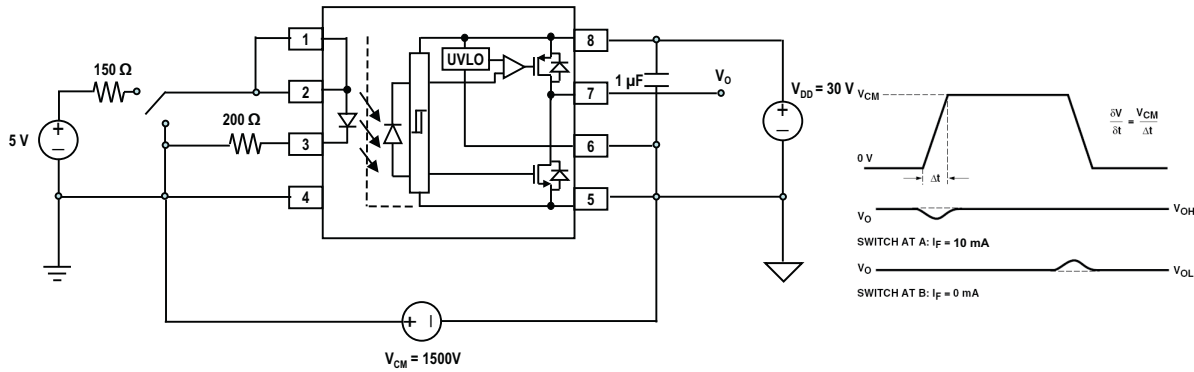 1
8
150 Ω
UVLO
1 µF
V_O
2
7
V_DD = 30 V
V_CM
200 Ω
δV/δt = V_CM/Δt
5 V
3
6
0 V
Δt
4
5
V_O
V_OH
SWITCH AT A: I_F = 10 mA
V_O
V_OL
SWITCH AT B: I_F = 0 mA
V_CM = 1500V